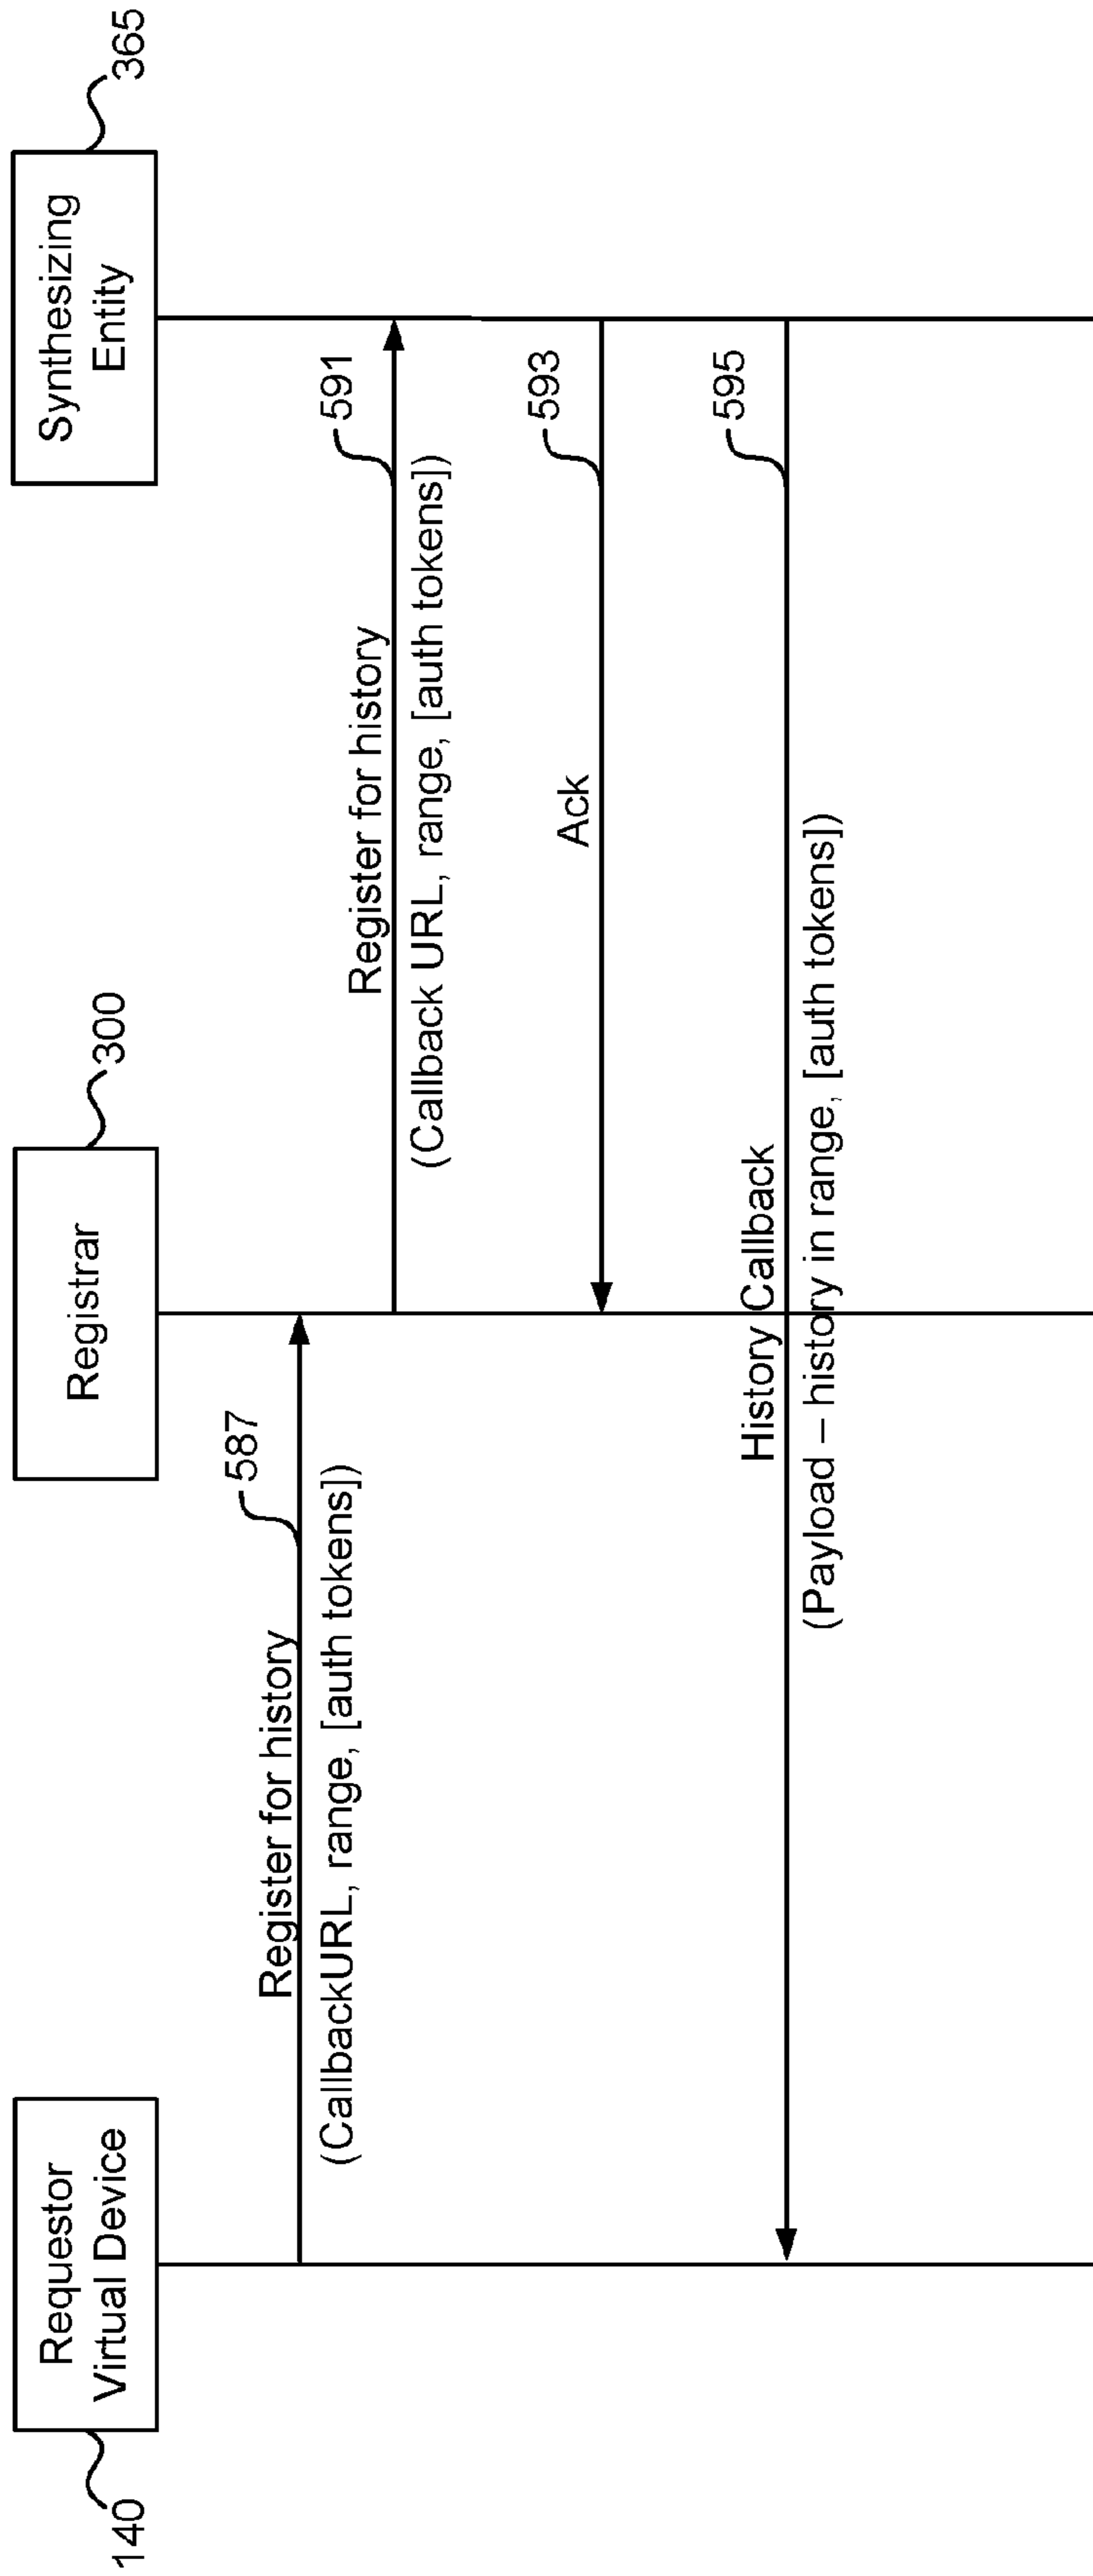 140
Requestor
Virtual Device
Registrar
300
Synthesizing
Entity
365
587
Register for history
(CallbackURL, range, [auth tokens])
591
Register for history
(Callback URL, range, [auth tokens])
593
Ack
595
History Callback
(Payload – history in range, [auth tokens])